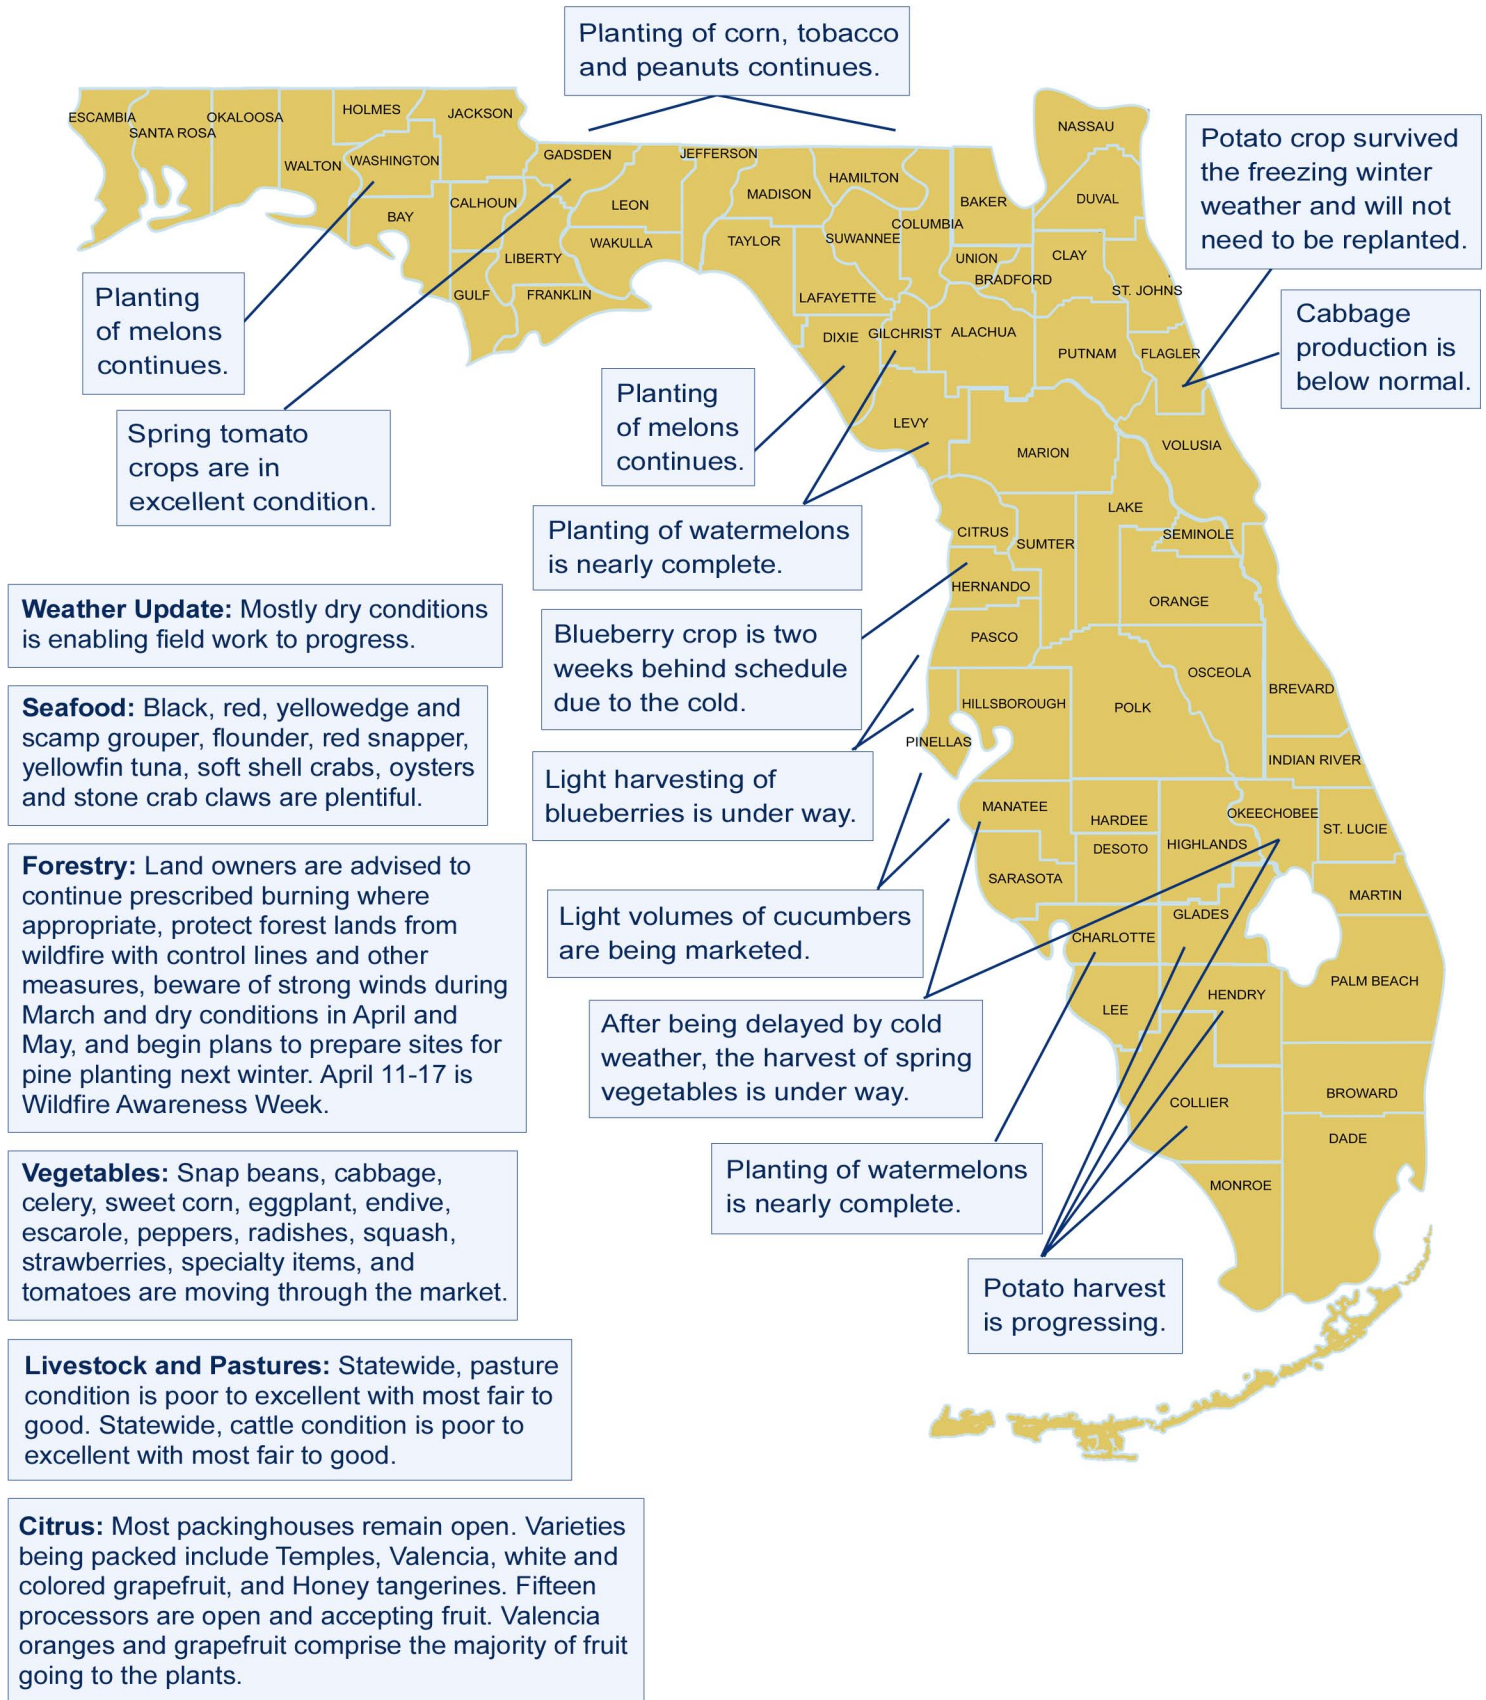 Planting of corn, tobacco
and peanuts continues.
ESCAMBIA
SANTA ROSA
OKALOOSA
WALTON
HOLMES
WASHINGTON
JACKSON
BAY
CALHOUN
GULF
GADSDEN
LIBERTY
FRANKLIN
LEON
WAKULLA
JEFFERSON
MADISON
TAYLOR
HAMILTON
SUWANNEE
LAFAYETTE
DIXIE
COLUMBIA
GILCHRIST
BAKER
UNION
BRADFORD
ALACHUA
NASSAU
DUVAL
CLAY
ST. JOHNS
PUTNAM
FLAGLER
LEVY
MARION
VOLUSIA
CITRUS
SUMTER
LAKE
SEMINOLE
HERNANDO
ORANGE
PASCO
OSCEOLA
BREVARD
HILLSBOROUGH
POLK
PINELLAS
INDIAN RIVER
MANATEE
HARDEE
OKEECHOBEE
ST. LUCIE
DESOTO
HIGHLANDS
SARASOTA
MARTIN
GLADES
CHARLOTTE
LEE
HENDRY
PALM BEACH
COLLIER
BROWARD
DADE
MONROE
Potato crop survived
the freezing winter
weather and will not
need to be replanted.
Cabbage
production is
below normal.
Planting
of melons
continues.
Spring tomato
crops are in
excellent condition.
Planting
of melons
continues.
Planting of watermelons
is nearly complete.
Blueberry crop is two
weeks behind schedule
due to the cold.
Light harvesting of
blueberries is under way.
Light volumes of cucumbers
are being marketed.
After being delayed by cold
weather, the harvest of spring
vegetables is under way.
Planting of watermelons
is nearly complete.
Potato harvest
is progressing.
Weather Update: Mostly dry conditions
is enabling field work to progress.
Seafood: Black, red, yellowedge and
scamp grouper, flounder, red snapper,
yellowfin tuna, soft shell crabs, oysters
and stone crab claws are plentiful.
Forestry: Land owners are advised to
continue prescribed burning where
appropriate, protect forest lands from
wildfire with control lines and other
measures, beware of strong winds during
March and dry conditions in April and
May, and begin plans to prepare sites for
pine planting next winter. April 11-17 is
Wildfire Awareness Week.
Vegetables: Snap beans, cabbage,
celery, sweet corn, eggplant, endive,
escarole, peppers, radishes, squash,
strawberries, specialty items, and
tomatoes are moving through the market.
Livestock and Pastures: Statewide, pasture
condition is poor to excellent with most fair to
good. Statewide, cattle condition is poor to
excellent with most fair to good.
Citrus: Most packinghouses remain open. Varieties
being packed include Temples, Valencia, white and
colored grapefruit, and Honey tangerines. Fifteen
processors are open and accepting fruit. Valencia
oranges and grapefruit comprise the majority of fruit
going to the plants.